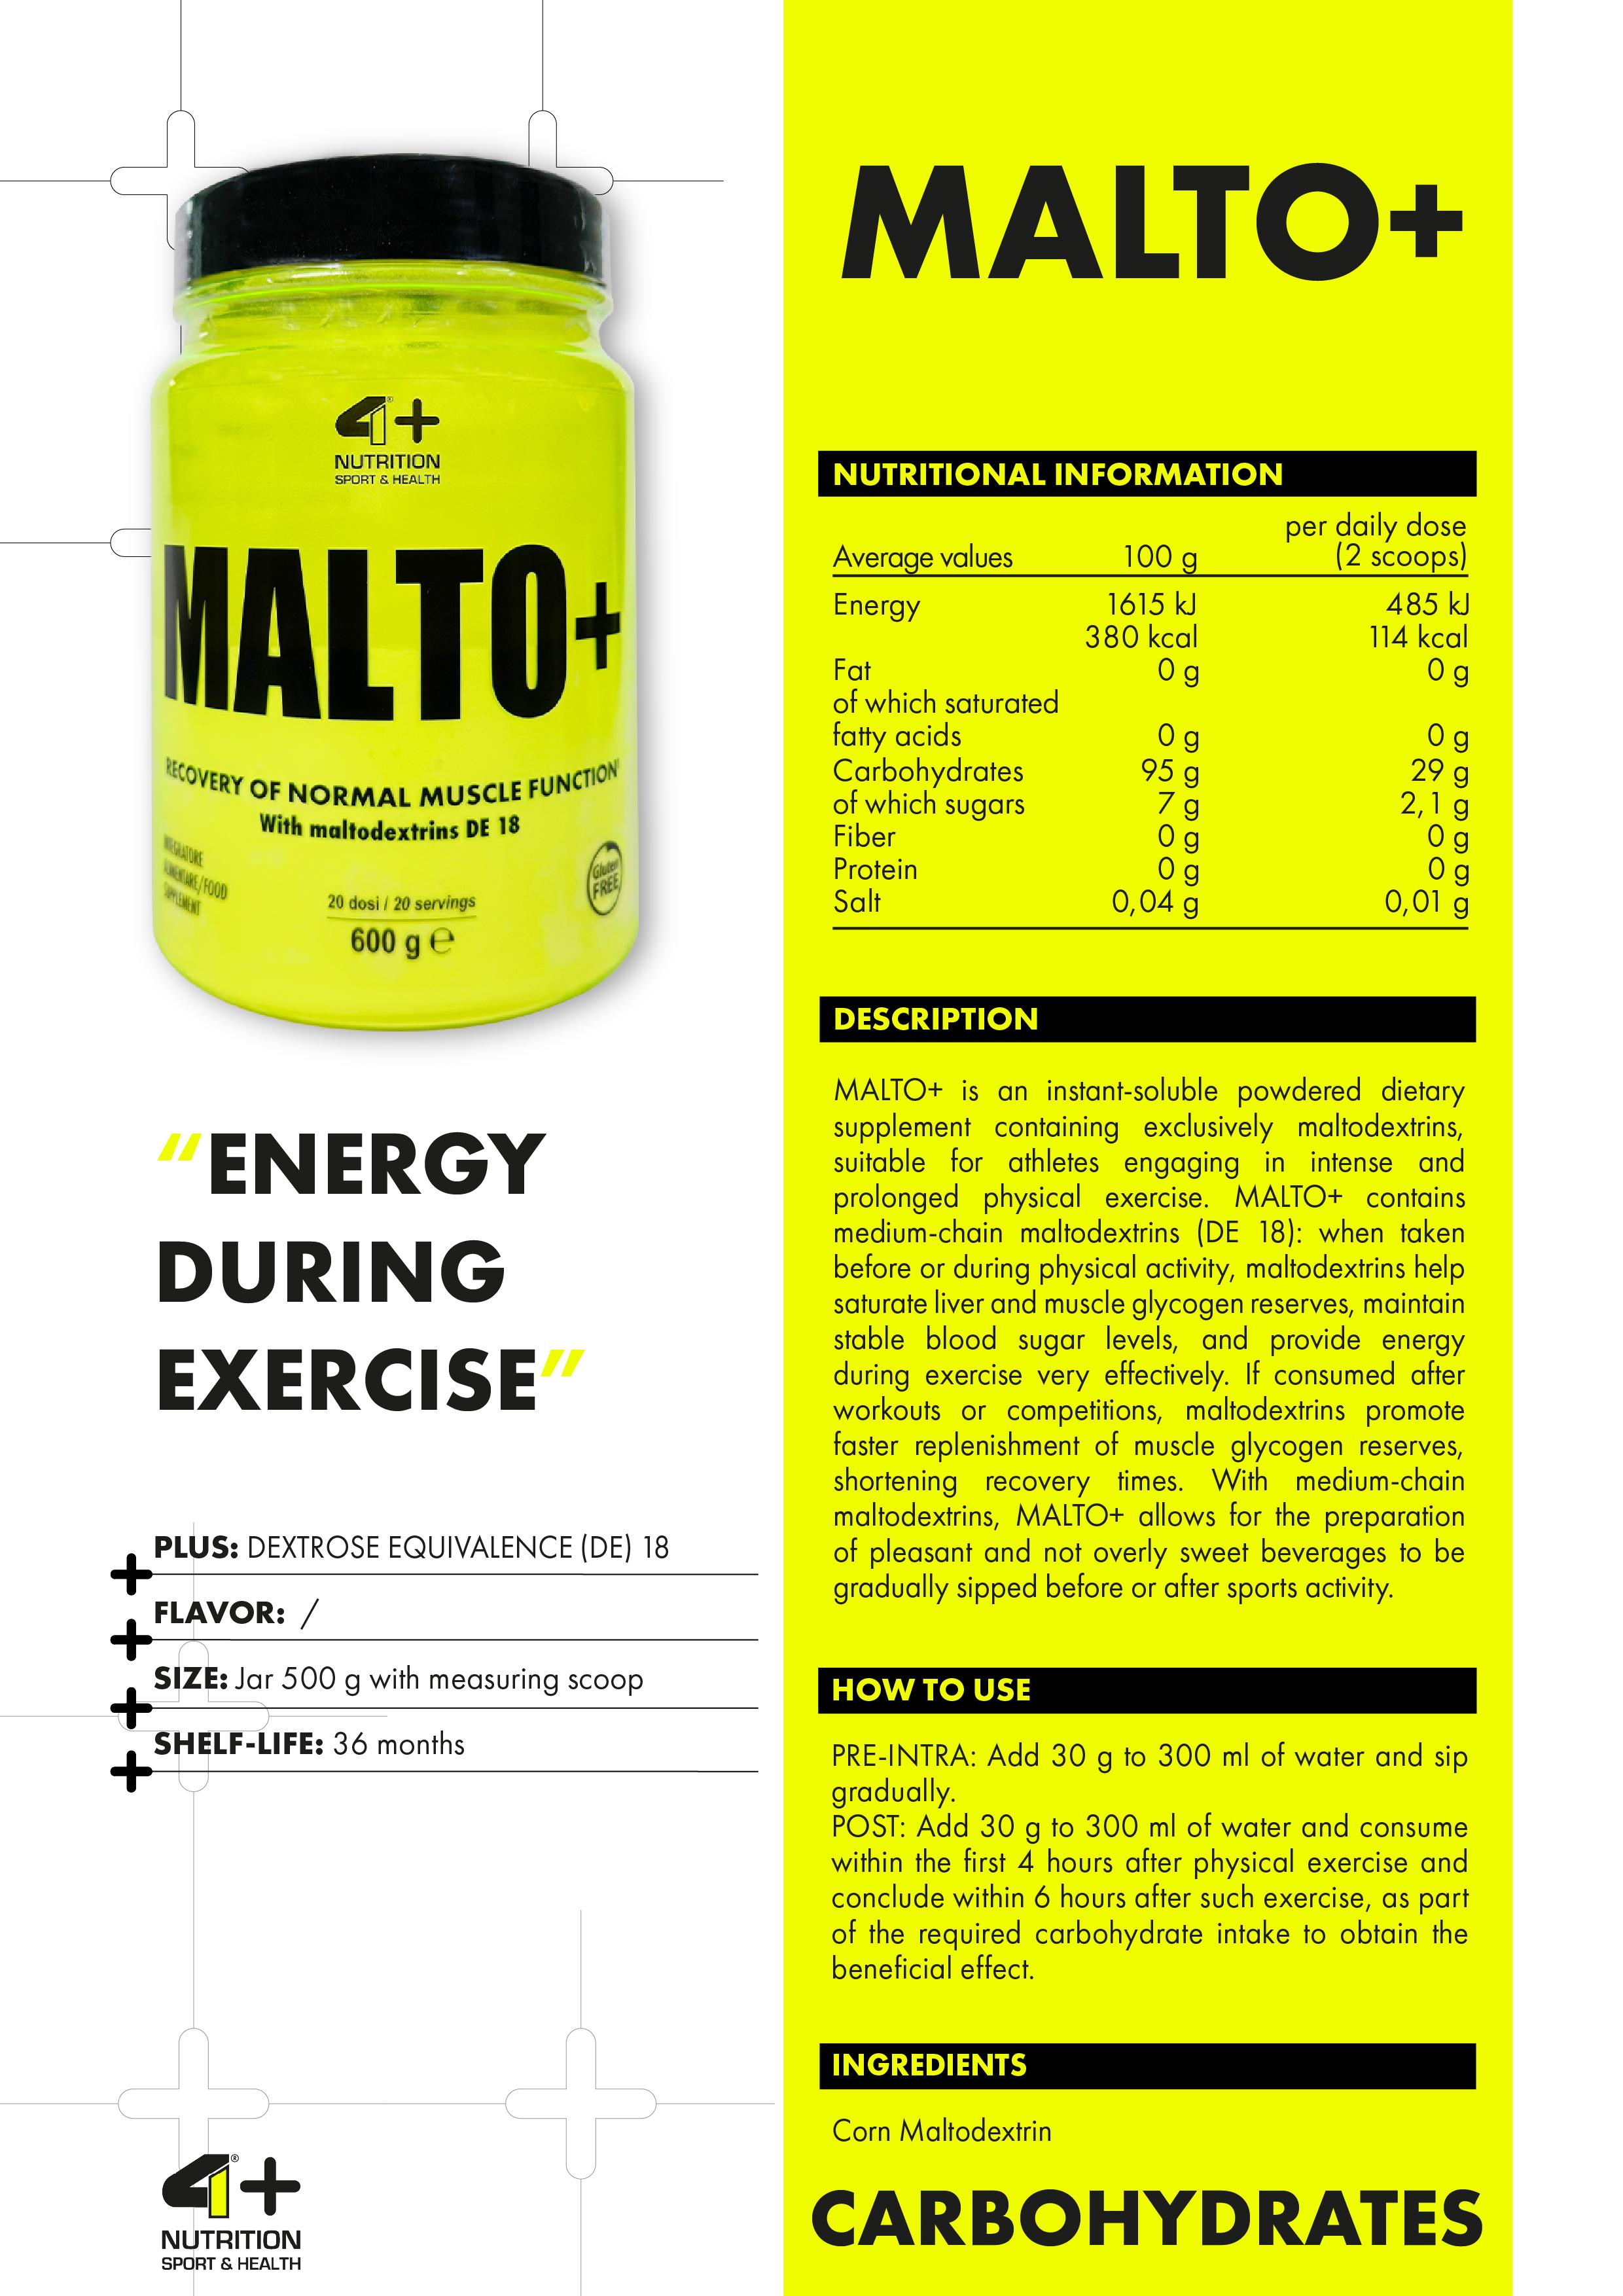 4®+
NUTRITION
SPORT & HEALTH
MALTO+
RECOVERY OF NORMAL MUSCLE FUNCTION¹
With maltodextrins DE 18
INTEGRATORE
ALIMENTARE/FOOD
SUPPLEMENT
Gluten
FREE
20 dosi / 20 servings
600 g ℮
"ENERGY
DURING
EXERCISE"
PLUS: DEXTROSE EQUIVALENCE (DE) 18
FLAVOR: /
SIZE: Jar 500 g with measuring scoop
SHELF-LIFE: 36 months
4®+
NUTRITION
SPORT & HEALTH
MALTO+
NUTRITIONAL INFORMATION
per daily dose
Average values 100 g (2 scoops)
Energy 1615 kJ 485 kJ
380 kcal 114 kcal
Fat 0 g 0 g
of which saturated
fatty acids 0 g 0 g
Carbohydrates 95 g 29 g
of which sugars 7 g 2,1 g
Fiber 0 g 0 g
Protein 0 g 0 g
Salt 0,04 g 0,01 g
DESCRIPTION
MALTO+ is an instant-soluble powdered dietary
supplement containing exclusively maltodextrins,
suitable for athletes engaging in intense and
prolonged physical exercise. MALTO+ contains
medium-chain maltodextrins (DE 18): when taken
before or during physical activity, maltodextrins help
saturate liver and muscle glycogen reserves, maintain
stable blood sugar levels, and provide energy
during exercise very effectively. If consumed after
workouts or competitions, maltodextrins promote
faster replenishment of muscle glycogen reserves,
shortening recovery times. With medium-chain
maltodextrins, MALTO+ allows for the preparation
of pleasant and not overly sweet beverages to be
gradually sipped before or after sports activity.
HOW TO USE
PRE-INTRA: Add 30 g to 300 ml of water and sip
gradually.
POST: Add 30 g to 300 ml of water and consume
within the first 4 hours after physical exercise and
conclude within 6 hours after such exercise, as part
of the required carbohydrate intake to obtain the
beneficial effect.
INGREDIENTS
Corn Maltodextrin
CARBOHYDRATES